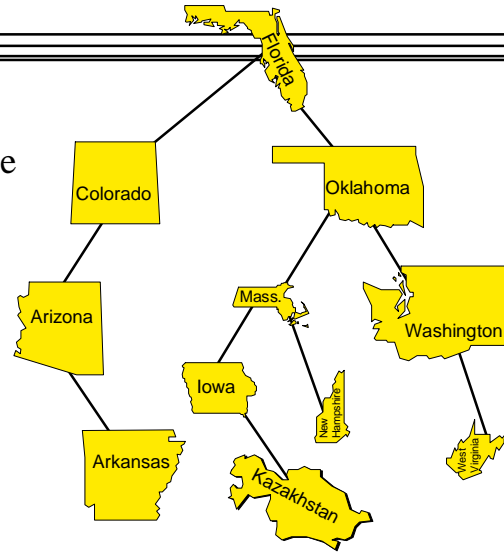 Florida
e
Colorado
Oklahoma
Arizona
Mass.
Washington
Iowa
New
Hampshire
West
Virginia
Arkansas
Kazakhstan